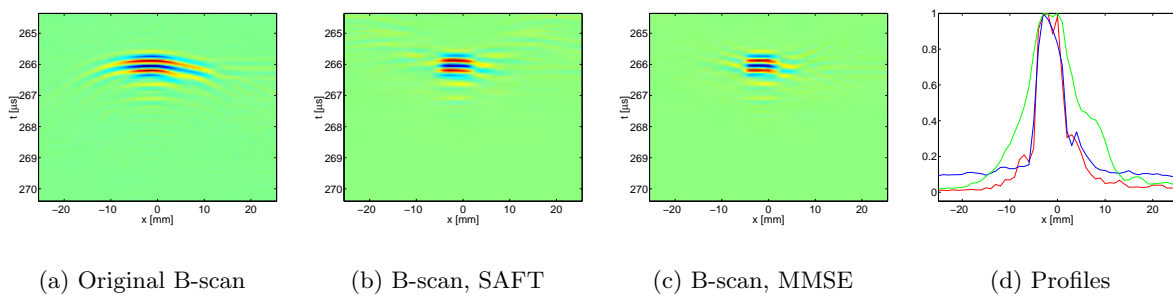 265
266
267
268
269
270
t [µs]
−20 −10 0 10 20
x [mm]
265
266
267
268
269
270
t [µs]
−20 −10 0 10 20
x [mm]
265
266
267
268
269
270
t [µs]
−20 −10 0 10 20
x [mm]
1
0.8
0.6
0.4
0.2
0
−20 −10 0 10 20
x [mm]
(a) Original B-scan
(b) B-scan, SAFT
(c) B-scan, MMSE
(d) Profiles